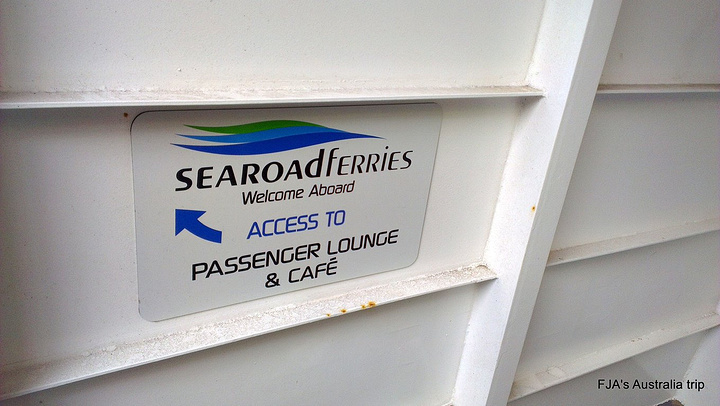 SEAROADFERRIES
Welcome Aboard
ACCESS TO
PASSENGER LOUNGE
& CAFÉ
FJA's Australia trip